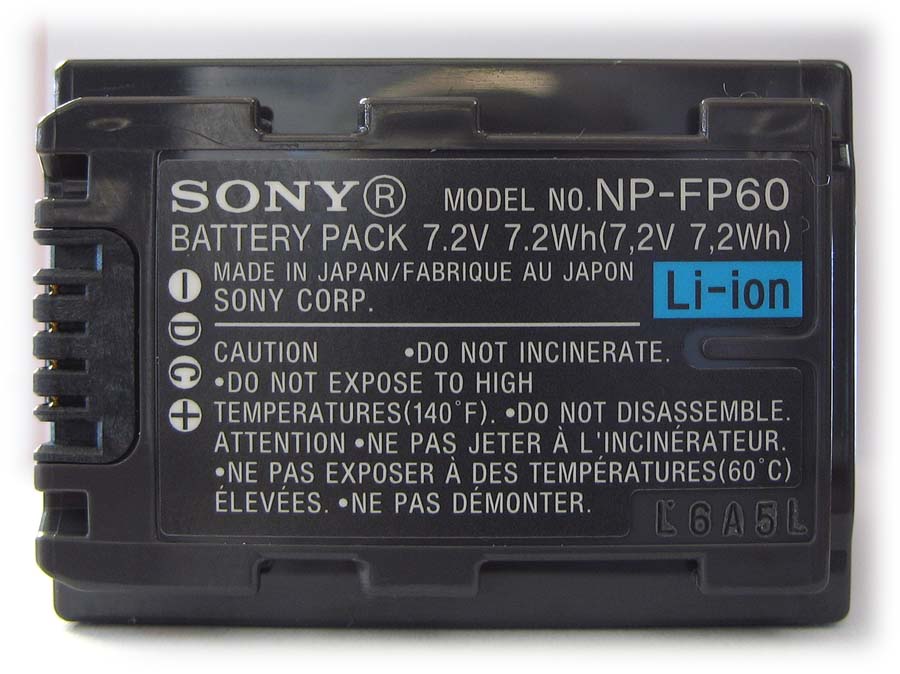 SONY® MODEL NO.NP-FP60
BATTERY PACK 7.2V 7.2Wh(7,2V 7,2Wh)
MADE IN JAPAN/FABRIQUE AU JAPON
SONY CORP.
Li-ion
− D C +
CAUTION •DO NOT INCINERATE.
•DO NOT EXPOSE TO HIGH
TEMPERATURES(140°F). •DO NOT DISASSEMBLE.
ATTENTION •NE PAS JETER À L'INCINÉRATEUR.
•NE PAS EXPOSER À DES TEMPÉRATURES(60°C)
ÉLEVÉES. •NE PAS DÉMONTER.
L6A5L